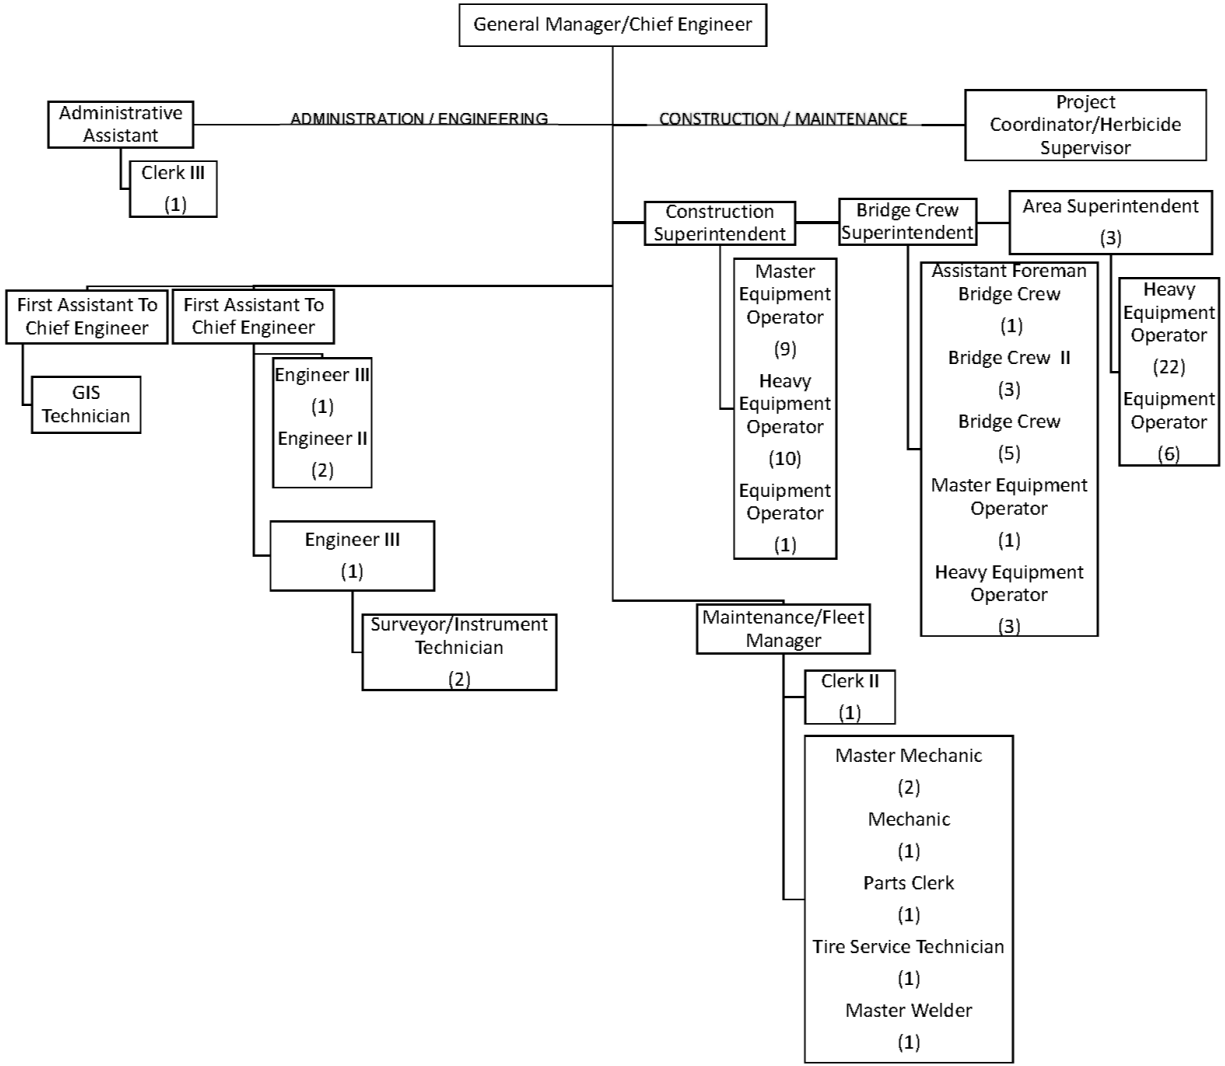 General Manager/Chief Engineer
Administrative
Assistant
ADMINISTRATION / ENGINEERING
CONSTRUCTION / MAINTENANCE
Project
Coordinator/Herbicide
Supervisor
Clerk III
(1)
Construction
Superintendent
Bridge Crew
Superintendent
Area Superintendent
(3)
First Assistant To
Chief Engineer
First Assistant To
Chief Engineer
GIS
Technician
Engineer III
(1)
Engineer II
(2)
Engineer III
(1)
Surveyor/Instrument
Technician
(2)
Master
Equipment
Operator
(9)
Heavy
Equipment
Operator
(10)
Equipment
Operator
(1)
Assistant Foreman
Bridge Crew
(1)
Bridge Crew II
(3)
Bridge Crew
(5)
Master Equipment
Operator
(1)
Heavy Equipment
Operator
(3)
Heavy
Equipment
Operator
(22)
Equipment
Operator
(6)
Maintenance/Fleet
Manager
Clerk II
(1)
Master Mechanic
(2)
Mechanic
(1)
Parts Clerk
(1)
Tire Service Technician
(1)
Master Welder
(1)